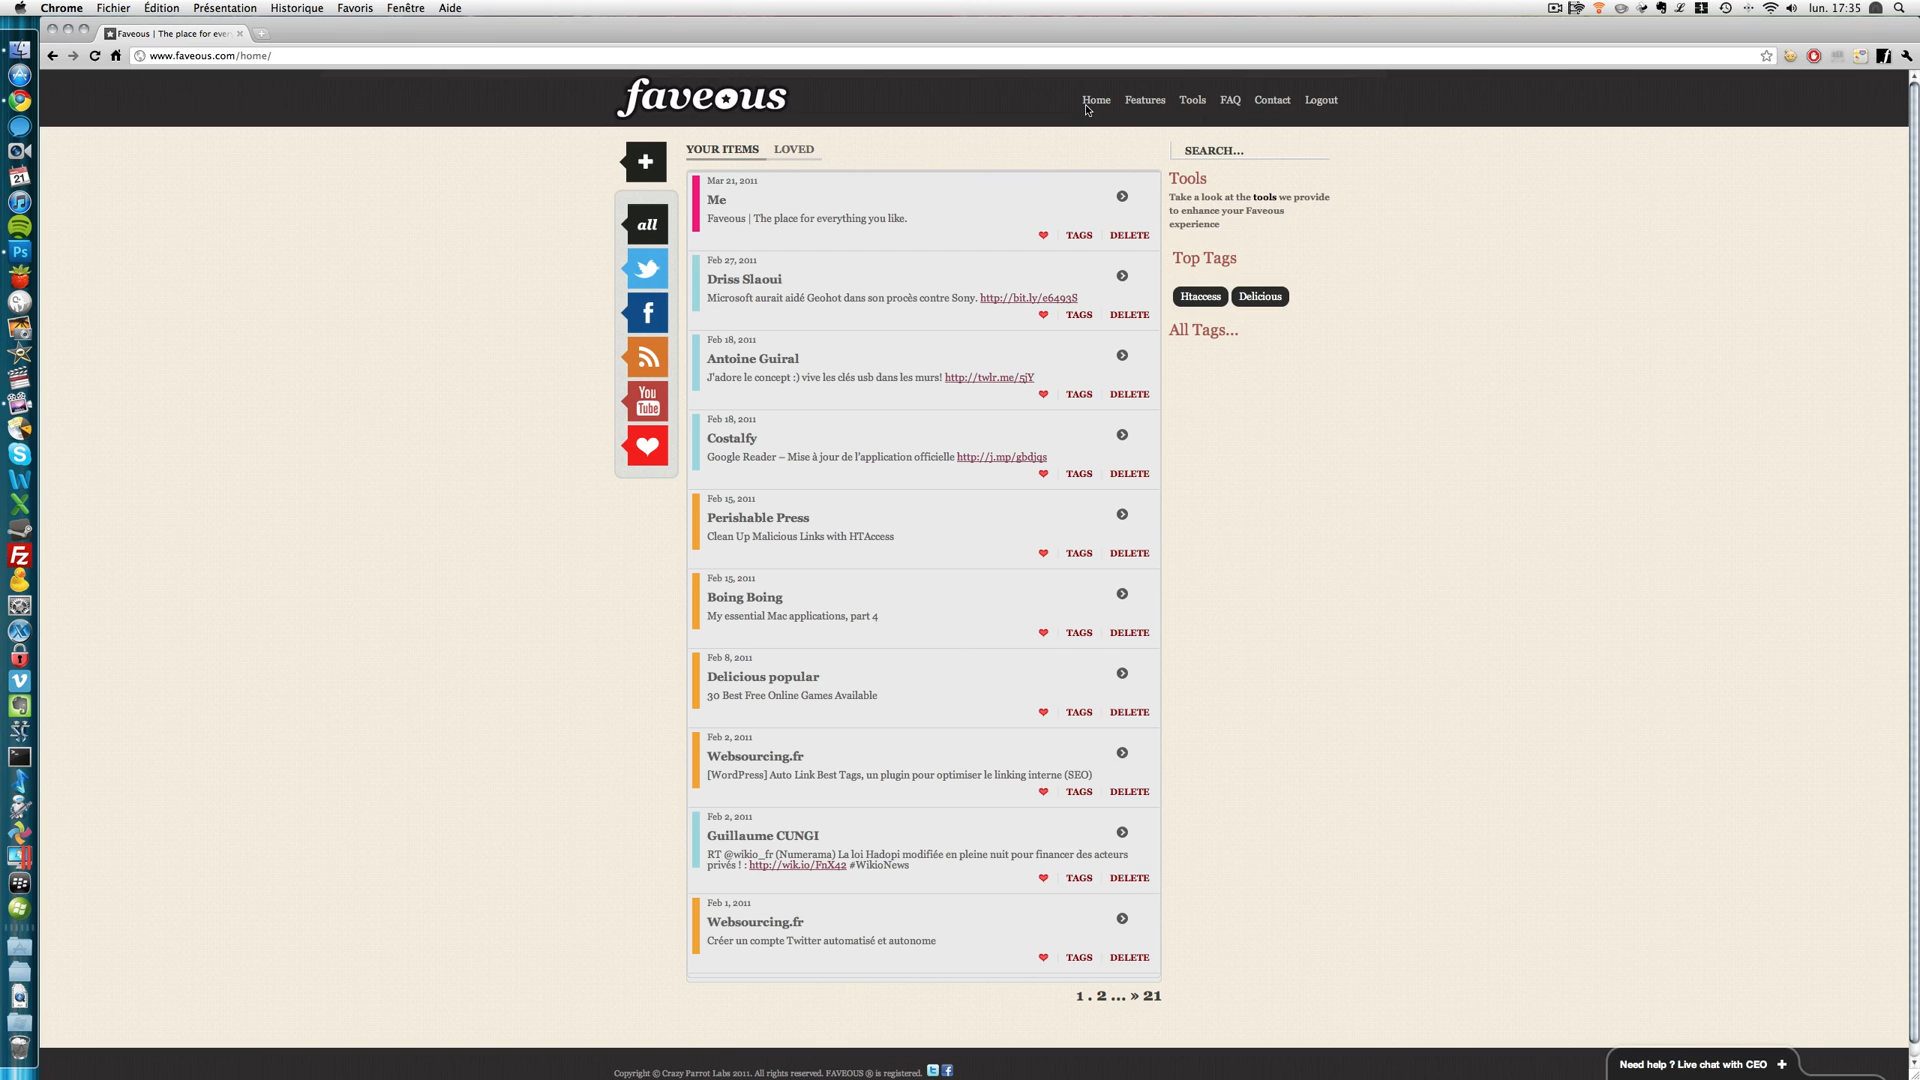 Chrome Fichier Édition Présentation Historique Favoris Fenêtre Aide
lun. 17:35
Faveous | The place for ever
www.faveous.com/home/
faveous
Home Features Tools FAQ Contact Logout
YOUR ITEMS LOVED
SEARCH...
all
You
Tube
Mar 21, 2011
Me
Faveous | The place for everything you like.
TAGS DELETE
Feb 27, 2011
Driss Slaoui
Microsoft aurait aidé Geohot dans son procès contre Sony. http://bit.ly/e6493S
TAGS DELETE
Feb 18, 2011
Antoine Guiral
J'adore le concept :) vive les clés usb dans les murs! http://twlr.me/5jY
TAGS DELETE
Feb 18, 2011
Costalfy
Google Reader – Mise à jour de l'application officielle http://j.mp/gbdjqs
TAGS DELETE
Feb 15, 2011
Perishable Press
Clean Up Malicious Links with HTAccess
TAGS DELETE
Feb 15, 2011
Boing Boing
My essential Mac applications, part 4
TAGS DELETE
Feb 8, 2011
Delicious popular
30 Best Free Online Games Available
TAGS DELETE
Feb 2, 2011
Websourcing.fr
[WordPress] Auto Link Best Tags, un plugin pour optimiser le linking interne (SEO)
TAGS DELETE
Feb 2, 2011
Guillaume CUNGI
RT @wikio_fr (Numerama) La loi Hadopi modifiée en pleine nuit pour financer des acteurs
privés ! : http://wik.io/FnX42 #WikioNews
TAGS DELETE
Feb 1, 2011
Websourcing.fr
Créer un compte Twitter automatisé et autonome
TAGS DELETE
1 . 2 ... » 21
Tools
Take a look at the tools we provide
to enhance your Faveous
experience
Top Tags
Htaccess Delicious
All Tags...
Need help ? Live chat with CEO +
Copyright © Crazy Parrot Labs 2011. All rights reserved. FAVEOUS ® is registered.
21
Ps
Fz